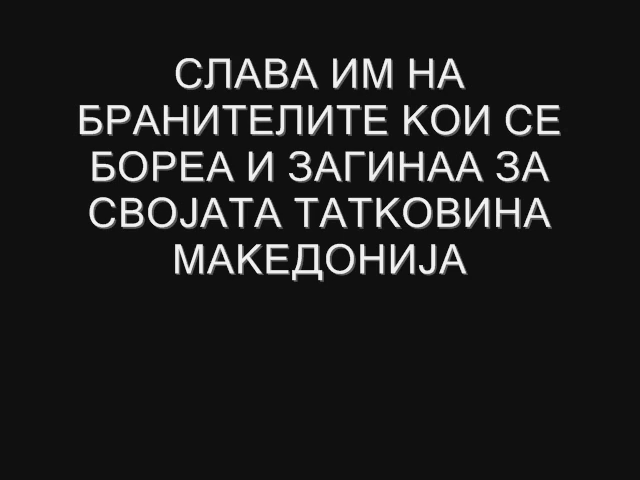 СЛАВА ИМ НА
БРАНИТЕЛИТЕ КОИ СЕ
БОРЕА И ЗАГИНАА ЗА
СВОЈАТА ТАТКОВИНА
МАКЕДОНИЈА